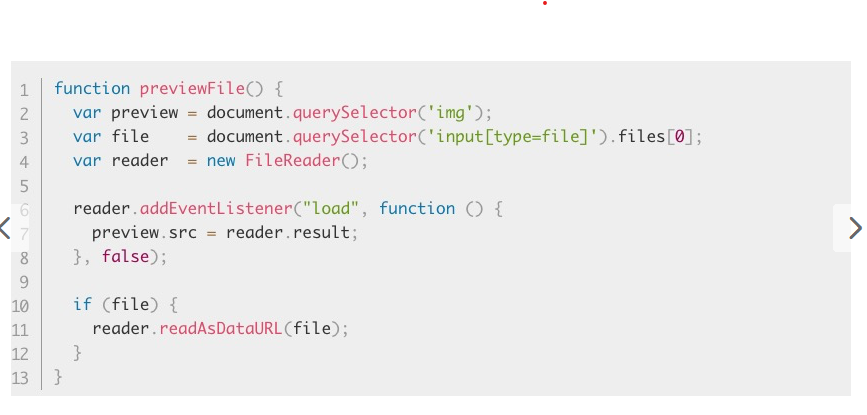 1 function previewFile() {
2   var preview = document.querySelector('img');
3   var file    = document.querySelector('input[type=file]').files[0];
4   var reader  = new FileReader();
5
6   reader.addEventListener("load", function () {
7     preview.src = reader.result;
8   }, false);
9
10   if (file) {
11     reader.readAsDataURL(file);
12   }
13 }